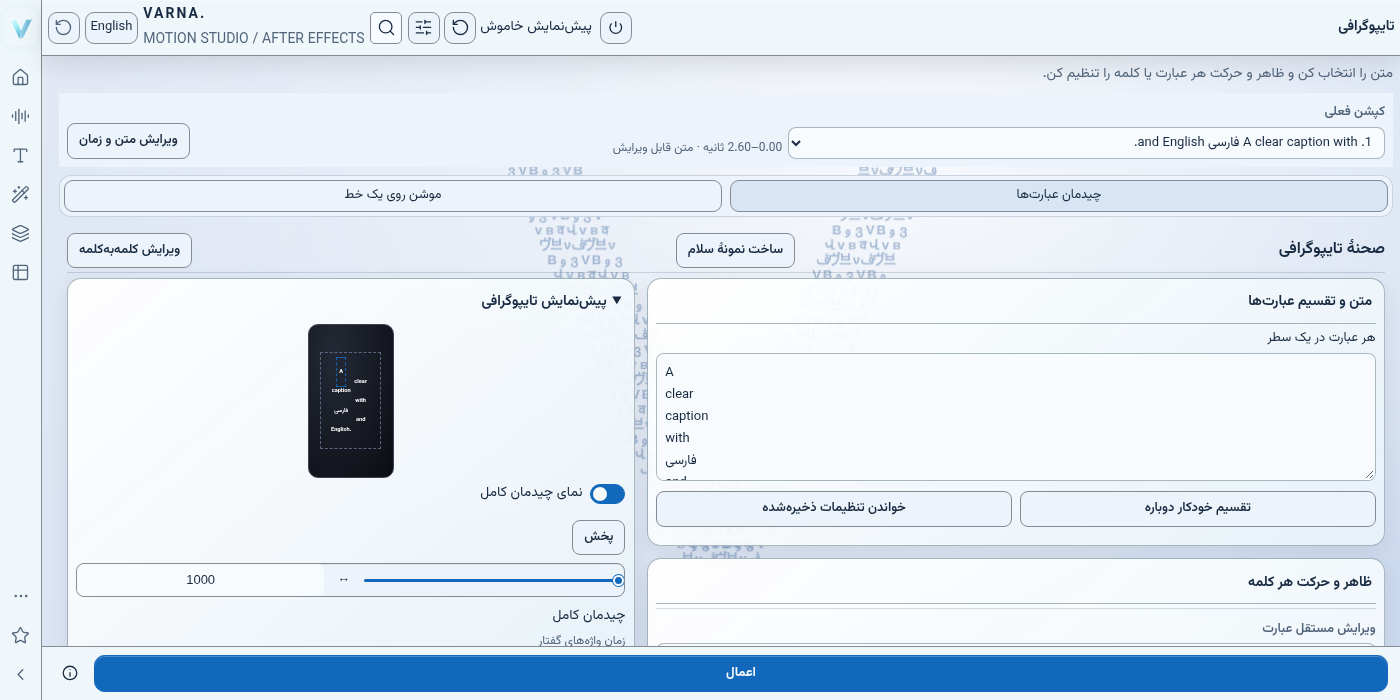 تایپوگرافی
پیش‌نمایش خاموش
VARNA.
MOTION STUDIO / AFTER EFFECTS
English
متن را انتخاب کن و ظاهر و حرکت هر عبارت یا کلمه را تنظیم کن.
کپشن فعلی
1. A clear caption with فارسی and English.
0.00–2.60 ثانیه · متن قابل ویرایش
ویرایش متن و زمان
چیدمان عبارت‌ها
موشن روی یک خط
صحنهٔ تایپوگرافی
ساخت نمونهٔ سلام
ویرایش کلمه‌به‌کلمه
متن و تقسیم عبارت‌ها
هر عبارت در یک سطر
A
clear
caption
with
فارسی
and
تقسیم خودکار دوباره
خواندن تنظیمات ذخیره‌شده
ظاهر و حرکت هر کلمه
ویرایش مستقل عبارت
پیش‌نمایش تایپوگرافی
A
clear
caption
with
فارسی
and
English.
نمای چیدمان کامل
پخش
1000
چیدمان کامل
زمان واژه‌های گفتار
اعمال